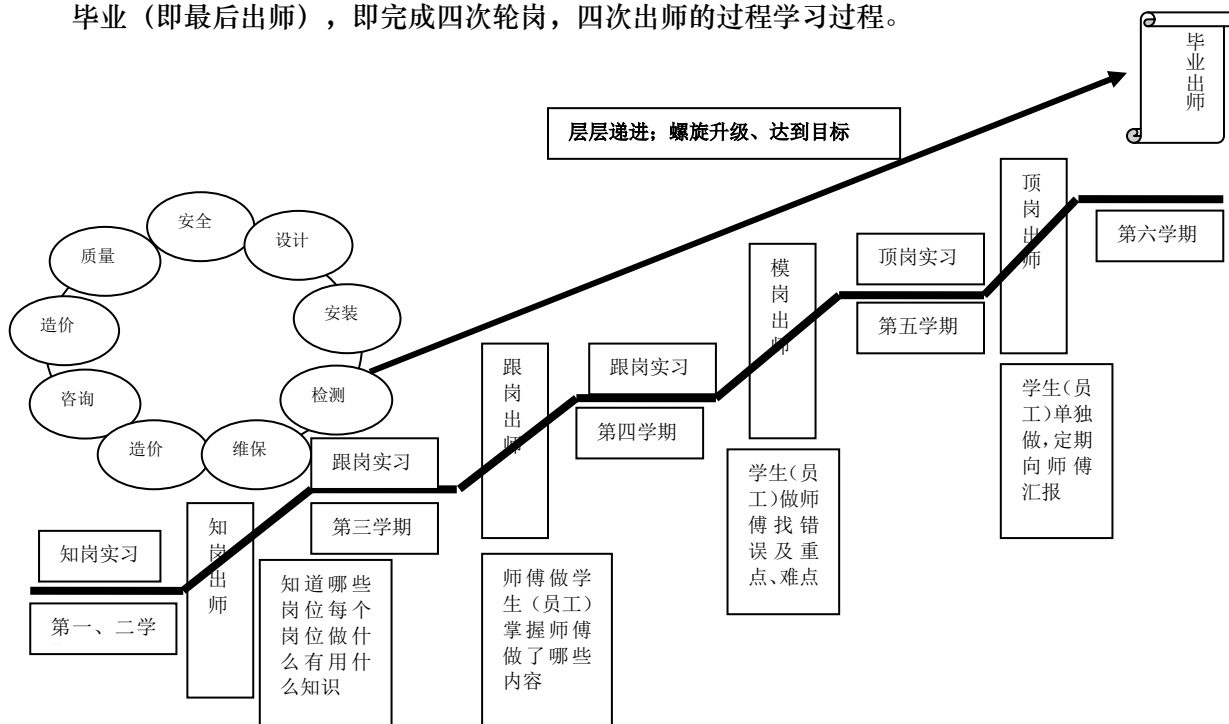 毕业（即最后出师），即完成四次轮岗，四次出师的过程学习过程。
毕业出师
层层递进；螺旋升级、达到目标
安全
设计
质量
安装
造价
检测
咨询
造价
维保
顶岗出师
第六学期
顶岗实习
第五学期
模岗出师
学生（员
工）单独
做，定期
向师傅
汇报
跟岗实习
第四学期
跟岗出师
学生（员
工）做师
傅找错
误及重
点、难点
跟岗实习
第三学期
知岗出师
师傅做学
生（员工）
掌握师傅
做了哪些
内容
知岗实习
第一、二学
知道哪些
岗位每个
岗位做什
么有用什
么知识